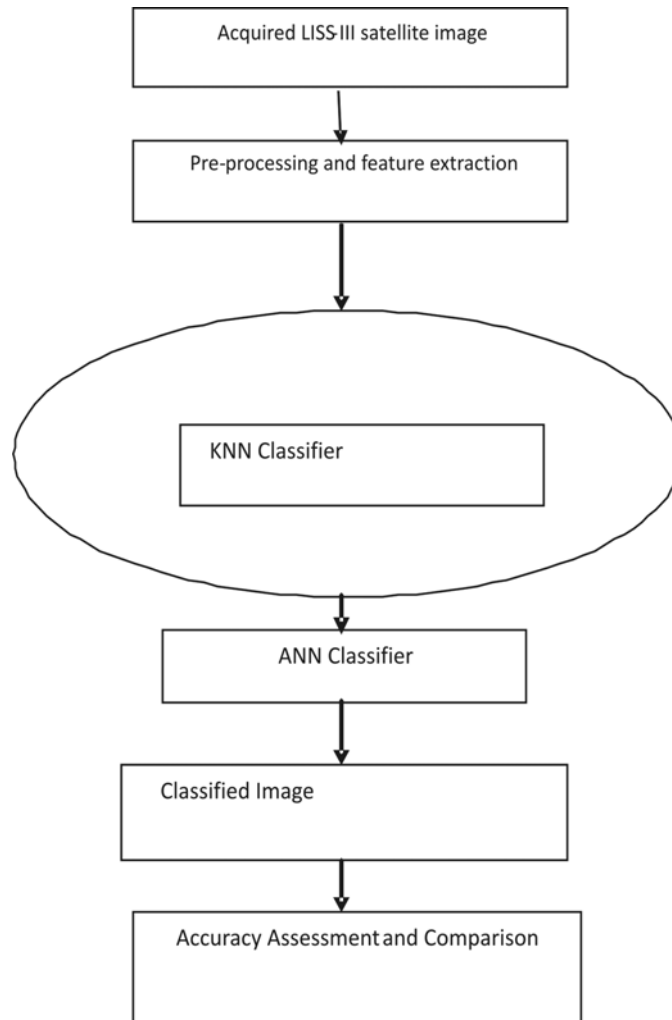 Acquired LISS-III satellite image
Pre-processing and feature extraction
KNN Classifier
ANN Classifier
Classified Image
Accuracy Assessment and Comparison